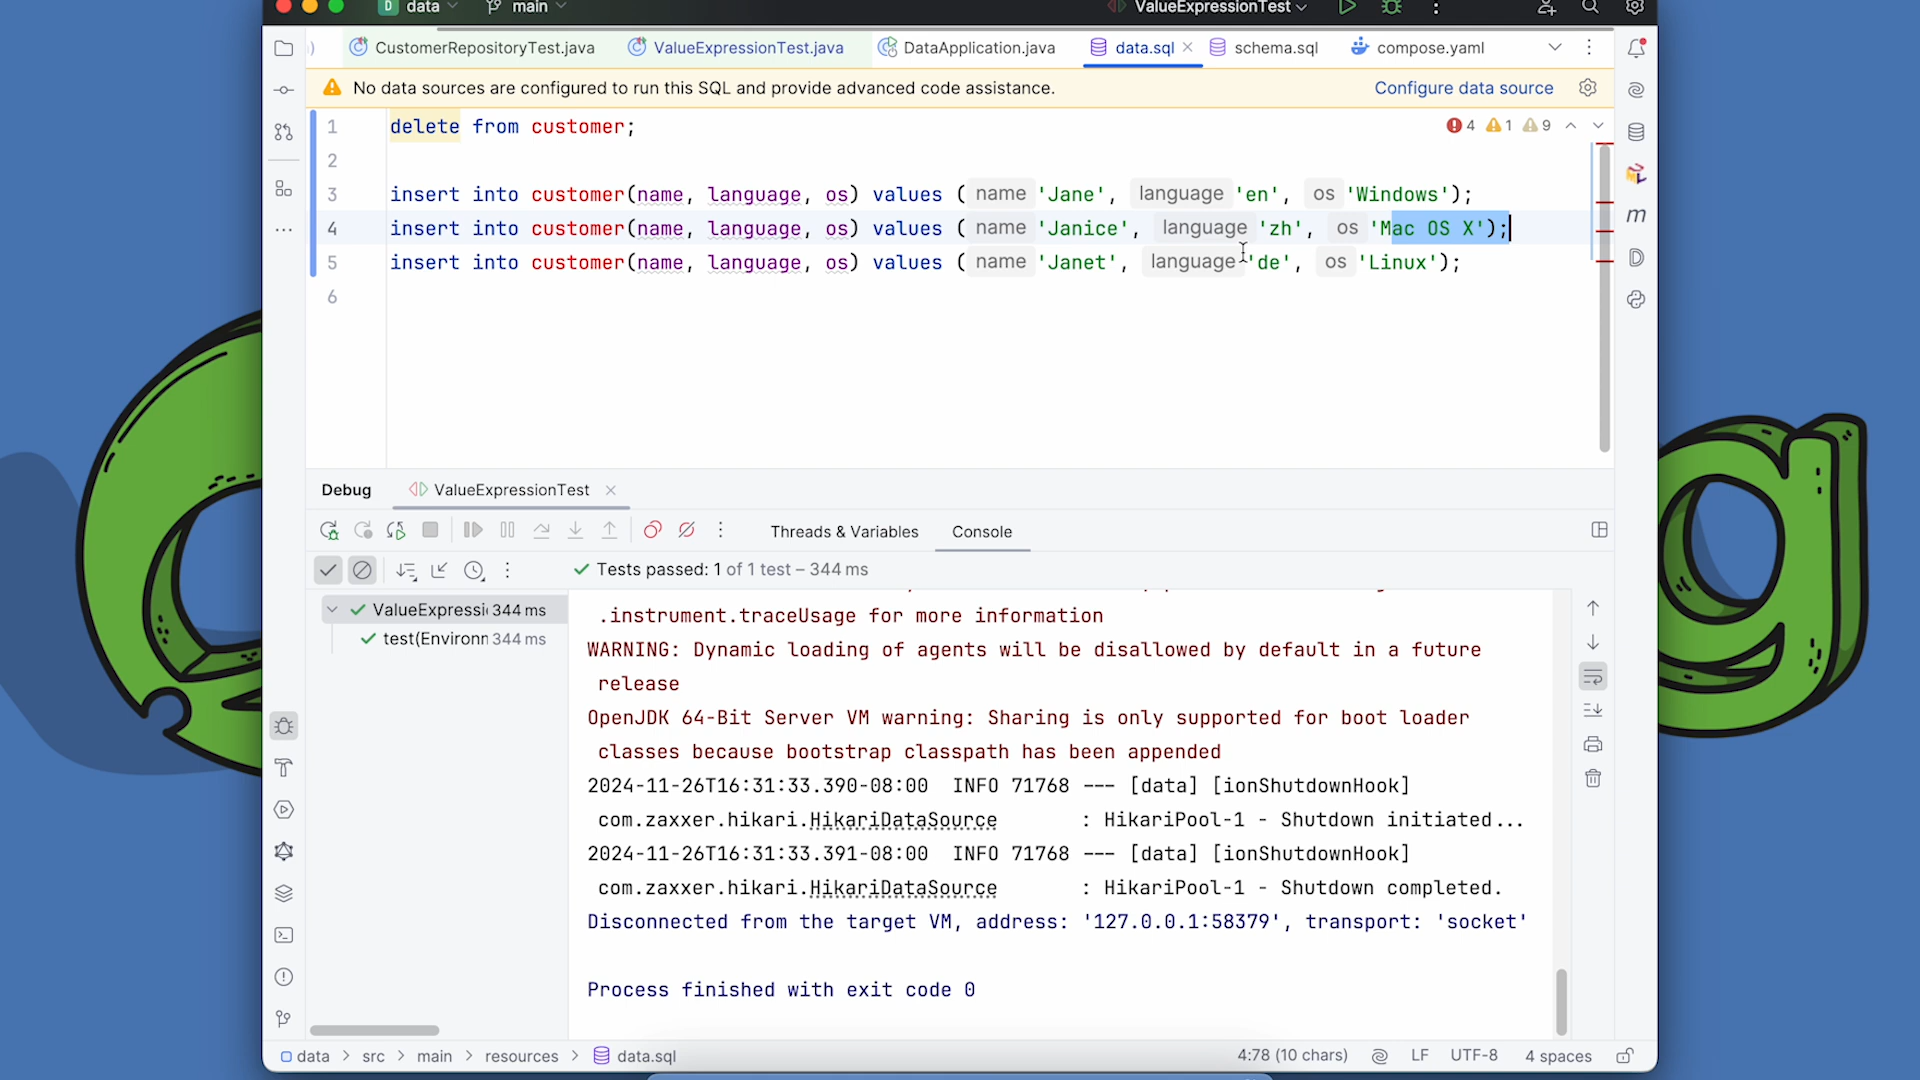 D data main ValueExpressionTest
) CustomerRepositoryTest.java ValueExpressionTest.java DataApplication.java data.sql schema.sql compose.yaml
No data sources are configured to run this SQL and provide advanced code assistance. Configure data source
1 delete from customer; 4 1 9
2
3 insert into customer(name, language, os) values ( name 'Jane', language 'en', os 'Windows');
4 insert into customer(name, language, os) values ( name 'Janice', language 'zh', os 'Mac OS X');
5 insert into customer(name, language, os) values ( name 'Janet', language 'de', os 'Linux');
6
Debug ValueExpressionTest
Threads & Variables Console
Tests passed: 1 of 1 test – 344 ms
ValueExpressi 344 ms
test(Environ 344 ms
.instrument.traceUsage for more information
WARNING: Dynamic loading of agents will be disallowed by default in a future
release
OpenJDK 64-Bit Server VM warning: Sharing is only supported for boot loader
classes because bootstrap classpath has been appended
2024-11-26T16:31:33.390-08:00 INFO 71768 --- [data] [ionShutdownHook]
com.zaxxer.hikari.HikariDataSource : HikariPool-1 - Shutdown initiated...
2024-11-26T16:31:33.391-08:00 INFO 71768 --- [data] [ionShutdownHook]
com.zaxxer.hikari.HikariDataSource : HikariPool-1 - Shutdown completed.
Disconnected from the target VM, address: '127.0.0.1:58379', transport: 'socket'
Process finished with exit code 0
data > src > main > resources > data.sql 4:78 (10 chars) LF UTF-8 4 spaces